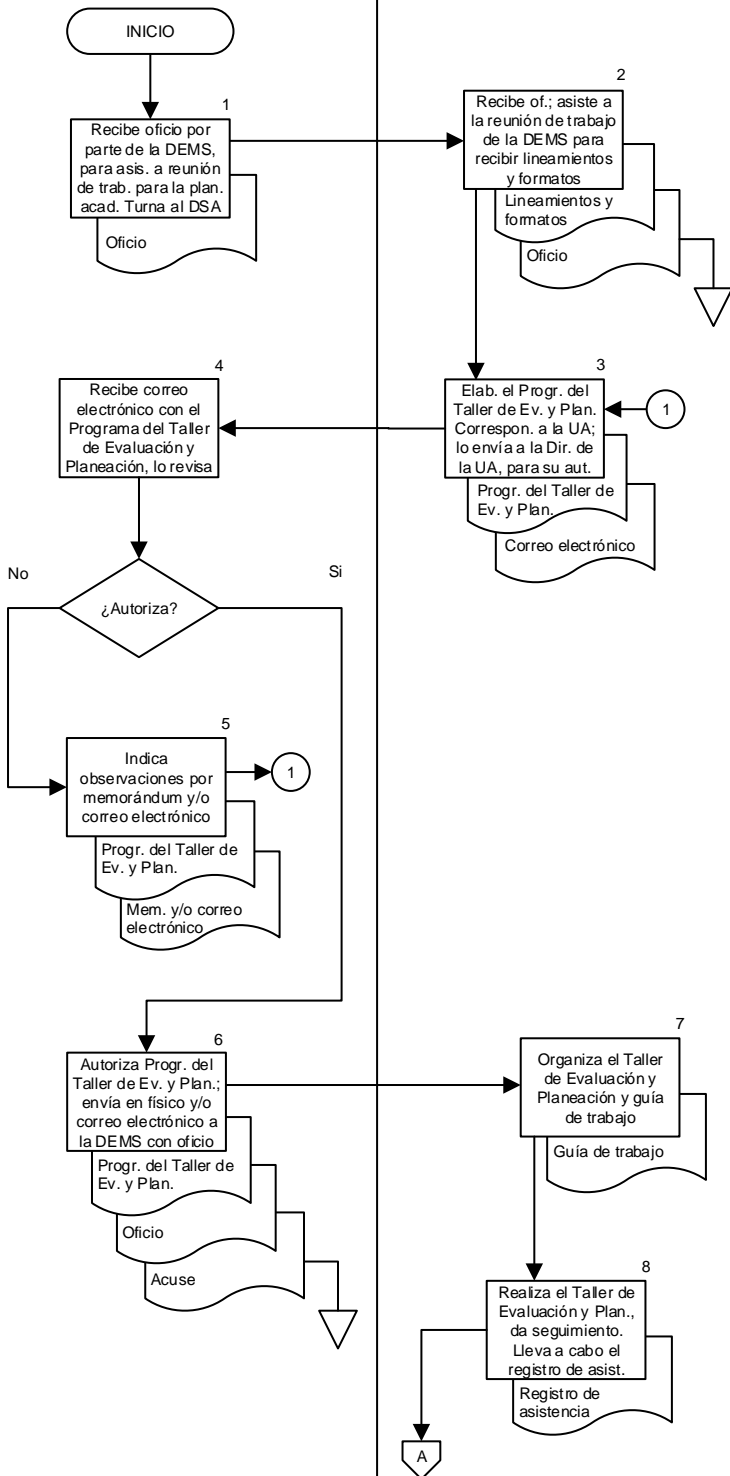 INICIO
1
Recibe oficio por
parte de la DEMS,
para asis. a reunión
de trab. para la plan.
acad. Turna al DSA
Oficio
2
Recibe of.; asiste a
la reunión de trabajo
de la DEMS para
recibir lineamientos
y formatos
Lineamientos y
formatos
Oficio
3
Elab. el Progr. del
Taller de Ev. y Plan.
Correspon. a la UA;
lo envía a la Dir. de
la UA, para su aut.
1
Progr. del Taller de
Ev. y Plan.
Correo electrónico
4
Recibe correo
electrónico con el
Programa del Taller
de Evaluación y
Planeación, lo revisa
No
Si
¿Autoriza?
5
Indica
observaciones por
memorándum y/o
correo electrónico
1
Progr. del Taller de
Ev. y Plan.
Mem. y/o correo
electrónico
6
Autoriza Progr. del
Taller de Ev. y Plan.;
envía en físico y/o
correo electrónico a
la DEMS con oficio
Progr. del Taller de
Ev. y Plan.
Oficio
Acuse
7
Organiza el Taller
de Evaluación y
Planeación y guía
de trabajo
Guía de trabajo
8
Realiza el Taller de
Evaluación y Plan.,
da seguimiento.
Lleva a cabo el
registro de asist.
Registro de
asistencia
A